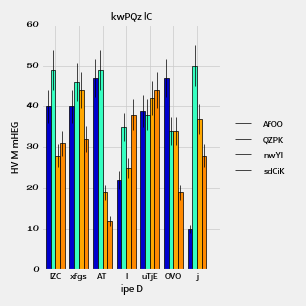 kwPQz lC
HV M mHEG
60
50
40
30
20
10
0
IZC
xfgs
AT
I
uTjE
OVO
j
ipe D
AfOO
QZPK
nwYI
sdCiK